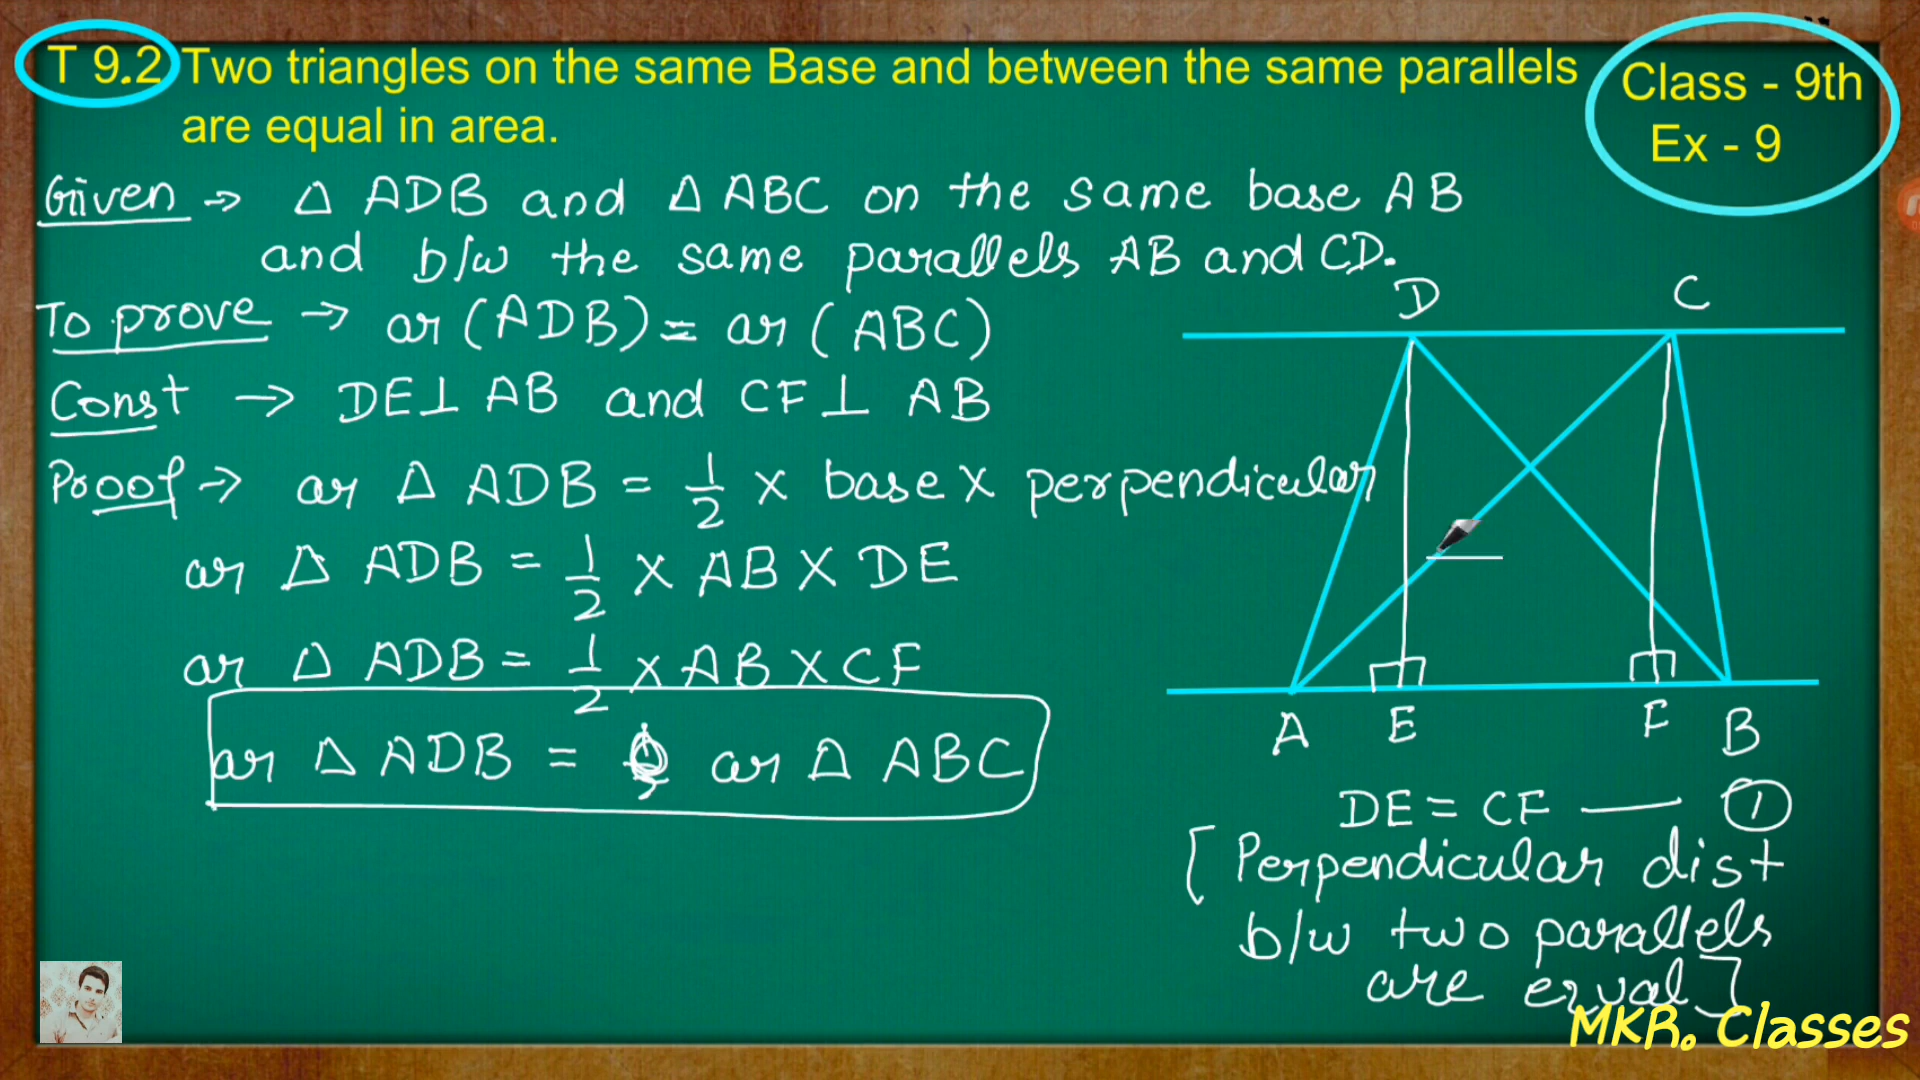 T 9.2 Two triangles on the same Base and between the same parallels
are equal in area.
Class - 9th
Ex - 9
Given → △ ADB and △ ABC on the same base AB
and b/w the same parallels AB and CD.
To prove → ar (ADB) = ar (ABC)
Const → DE⊥ AB and CF ⊥ AB
Proof → ar △ ADB = 1/2 × base × perpendicular
ar △ ADB = 1/2 × AB × DE
ar △ ADB = 1/2 × AB × CF
ar △ ADB = ar △ ABC
D C
A E F B
DE = CF — ①
[Perpendicular dist
b/w two parallels
are equal]
MKR. Classes